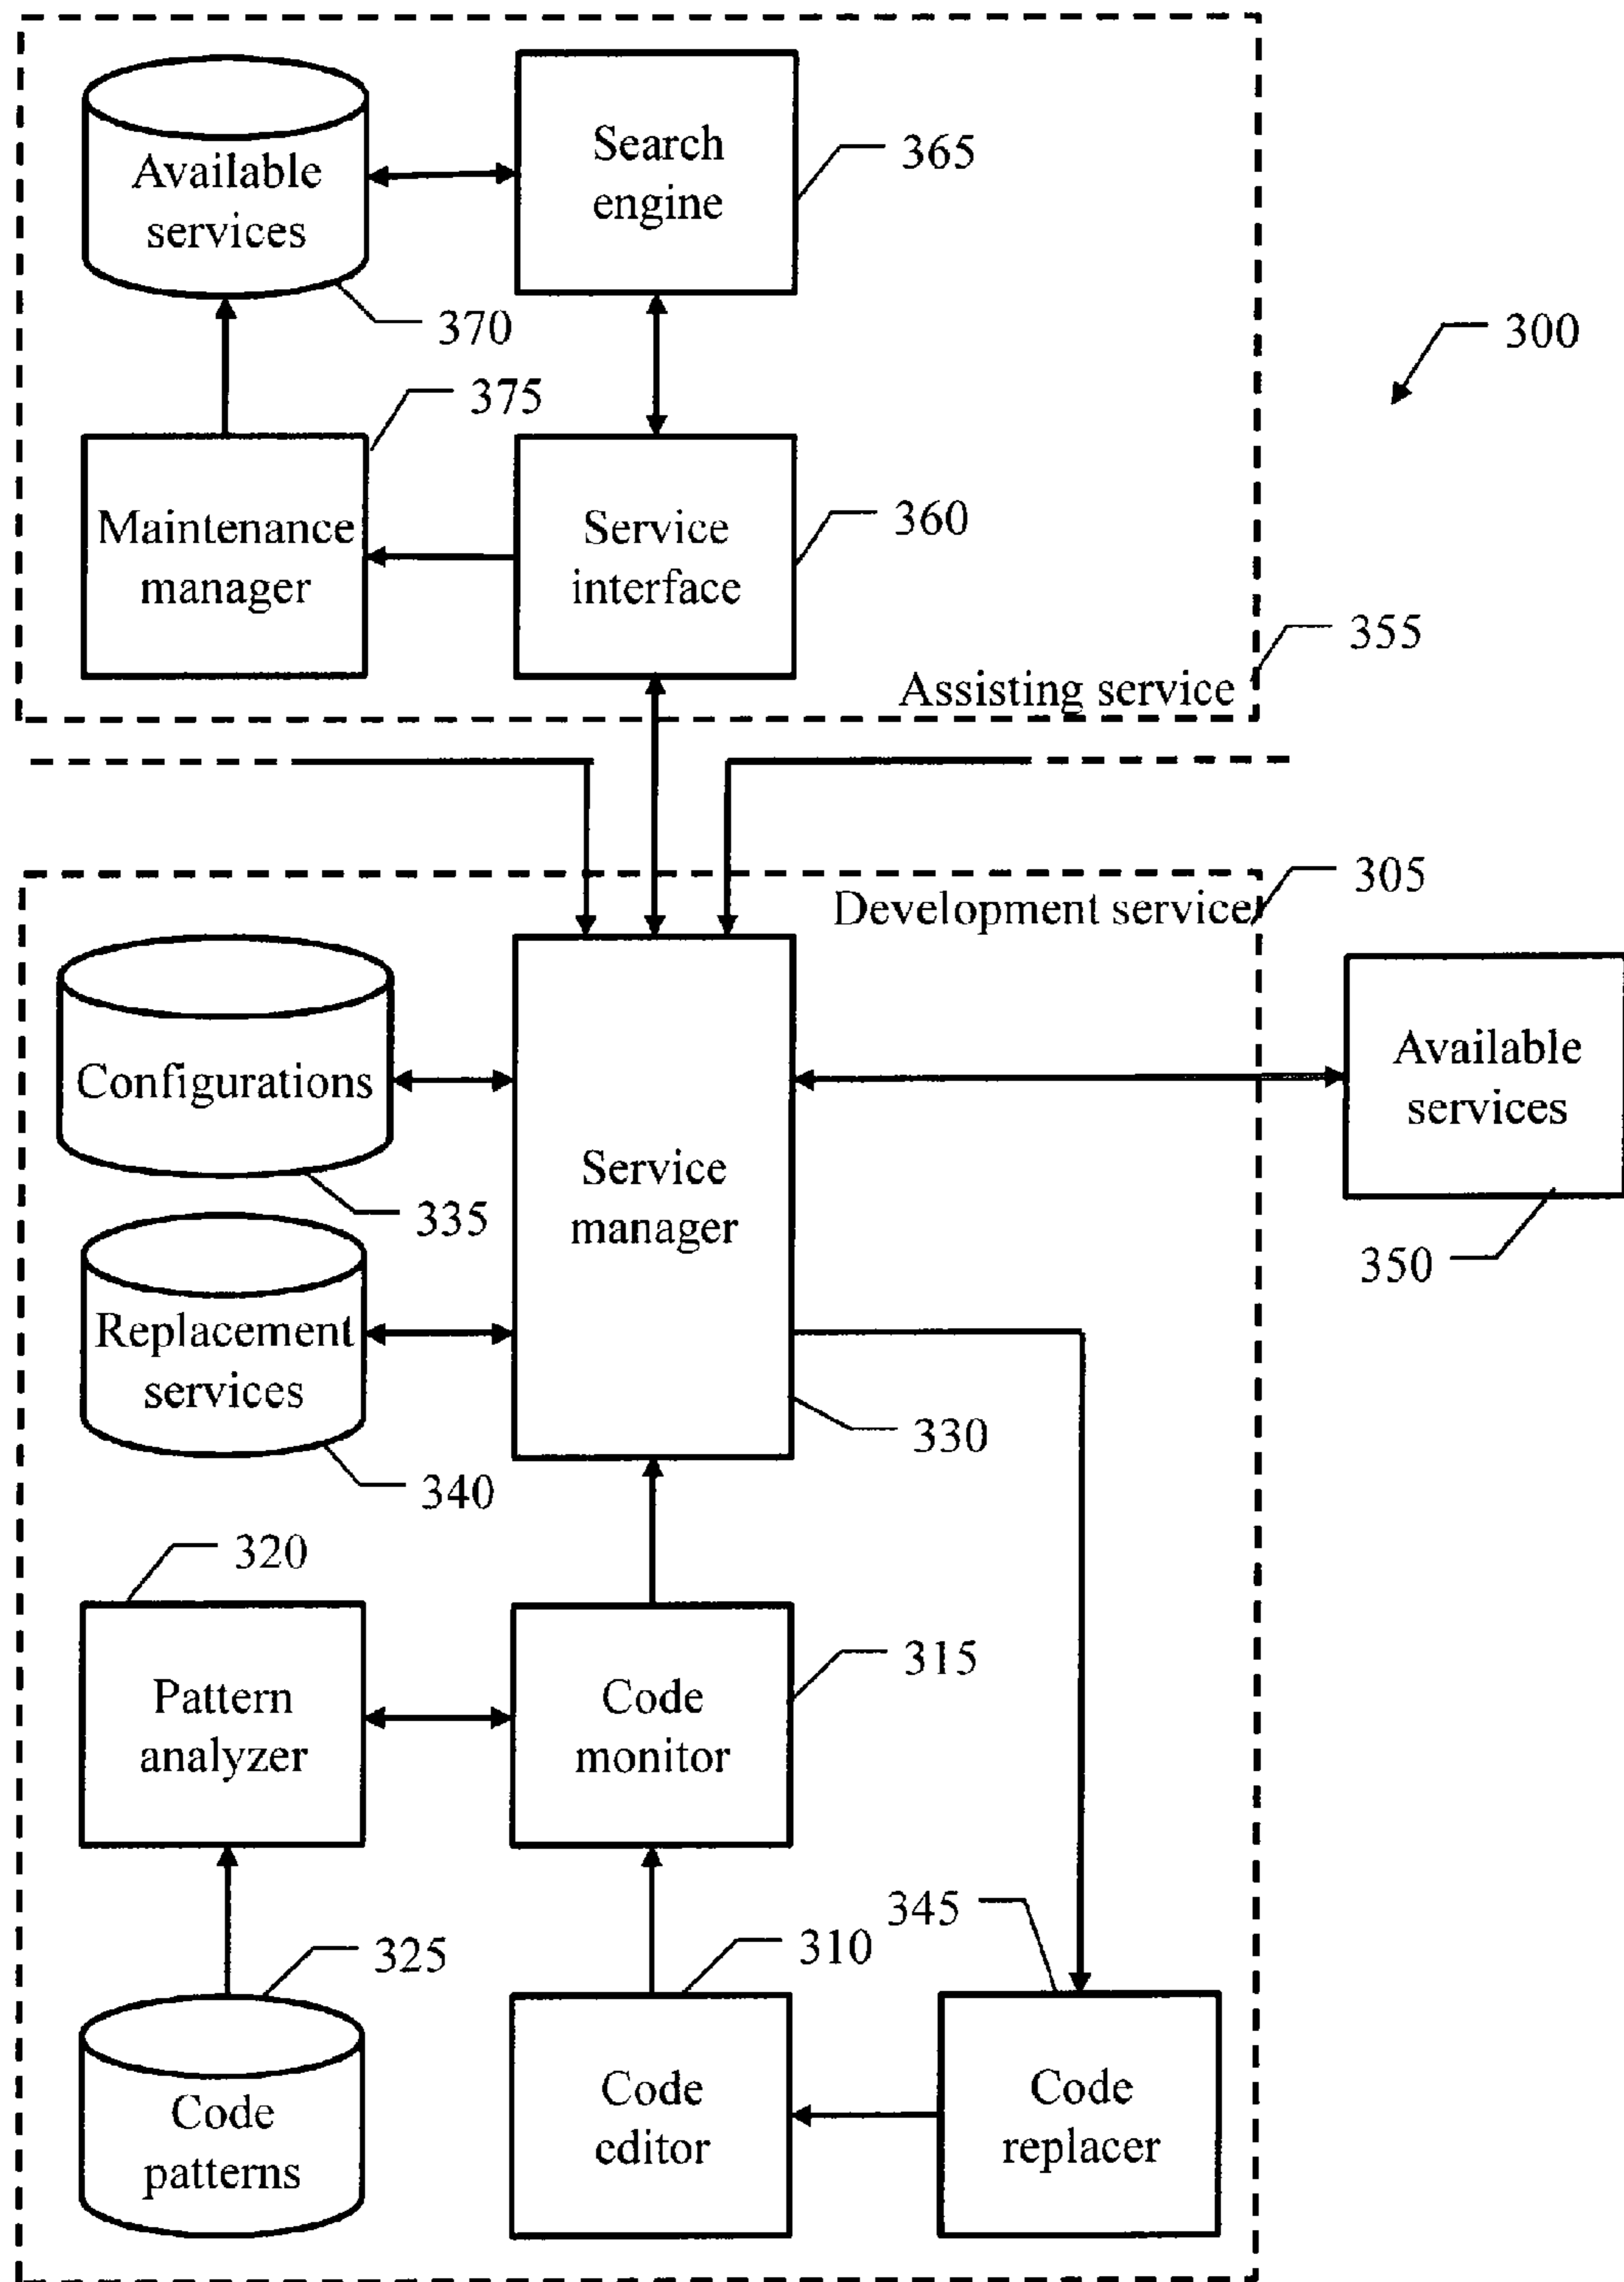 Available
services
Search
engine
365
370
300
375
Maintenance
manager
Service
interface
360
355
Assisting service
305
Development service
Configurations
335
Service
manager
Available
services
350
Replacement
services
340
330
320
Pattern
analyzer
Code
monitor
315
345
325
310
Code
patterns
Code
editor
Code
replacer